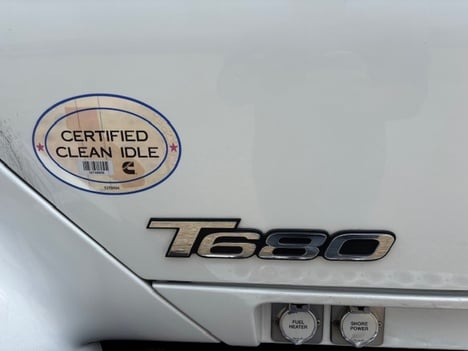 CERTIFIED
CLEAN IDLE
T680
FUEL
HEATER
SHORE
POWER